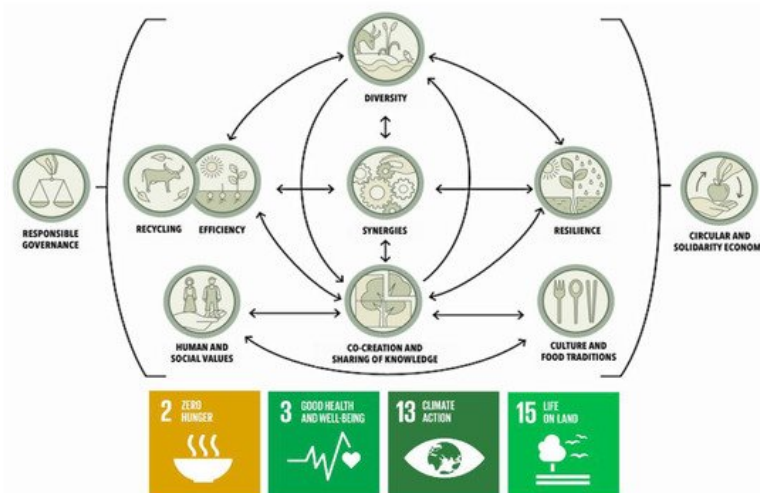 DIVERSITY
RECYCLING
EFFICIENCY
SYNERGIES
RESILIENCE
RESPONSIBLE
GOVERNANCE
CIRCULAR AND
SOLIDARITY ECONOM
HUMAN AND
SOCIAL VALUES
CO-CREATION AND
SHARING OF KNOWLEDGE
CULTURE AND
FOOD TRADITIONS
2 ZERO
HUNGER
3 GOOD HEALTH
AND WELL-BEING
13 CLIMATE
ACTION
15 LIFE
ON LAND